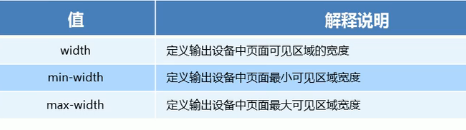 值 解释说明
width 定义输出设备中页面可见区域的宽度
min-width 定义输出设备中页面最小可见区域宽度
max-width 定义输出设备中页面最大可见区域宽度